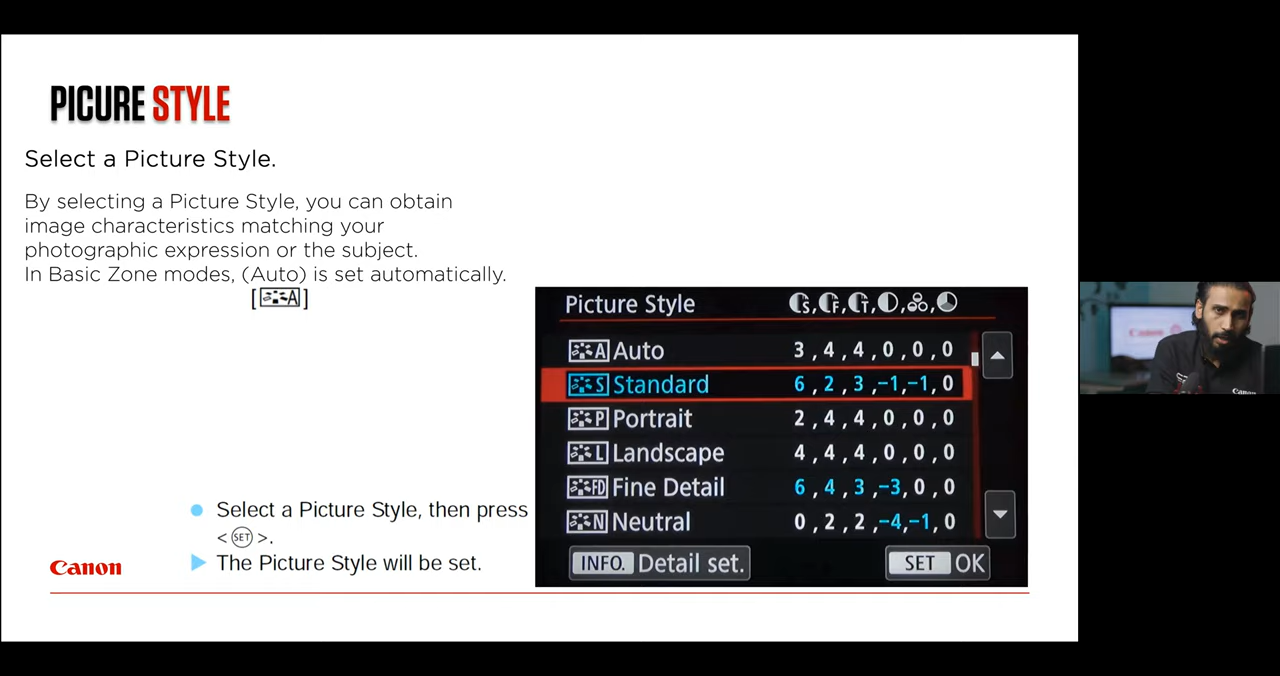 PICURE STYLE
Select a Picture Style.
By selecting a Picture Style, you can obtain
image characteristics matching your
photographic expression or the subject.
In Basic Zone modes, (Auto) is set automatically.
[A]
Picture Style S, F, T, , ,
A Auto 3, 4, 4, 0, 0, 0
S Standard 6, 2, 3, -1, -1, 0
P Portrait 2, 4, 4, 0, 0, 0
L Landscape 4, 4, 4, 0, 0, 0
FD Fine Detail 6, 4, 3, -3, 0, 0
N Neutral 0, 2, 2, -4, -1, 0
INFO. Detail set. SET OK
Select a Picture Style, then press
<SET>.
The Picture Style will be set.
Canon
Canon
Canon